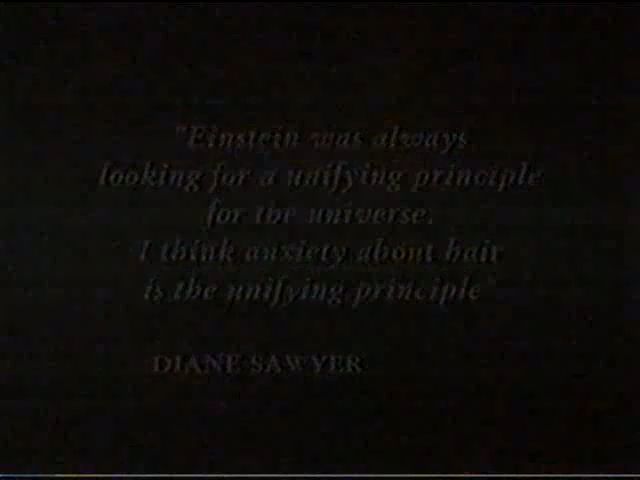 "Einstein was always
looking for a unifying principle
for the universe.
I think anxiety about hair
is the unifying principle"
DIANE SAWYER